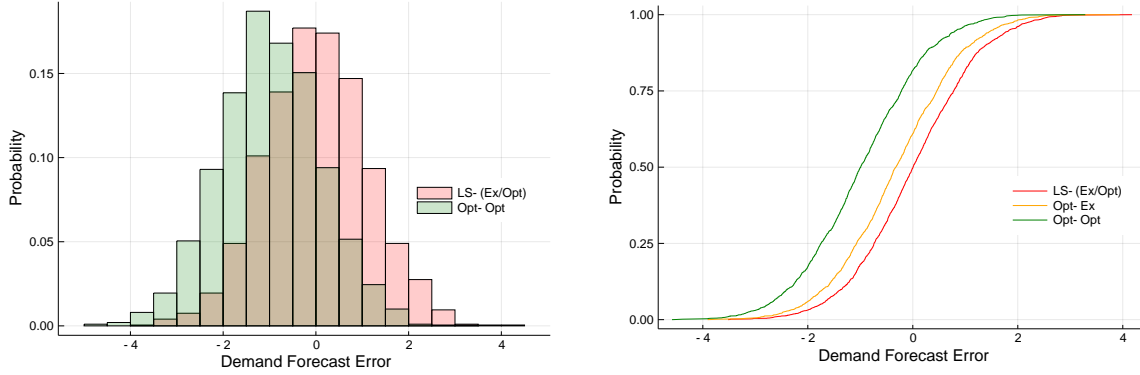 0.15
0.10
0.05
0.00
Probability
- 4
- 2
0
2
4
Demand Forecast Error
LS- (Ex/Opt)
Opt- Opt
1.00
0.75
0.50
0.25
0.00
Probability
- 4
- 2
0
2
4
Demand Forecast Error
LS- (Ex/Opt)
Opt- Ex
Opt- Opt